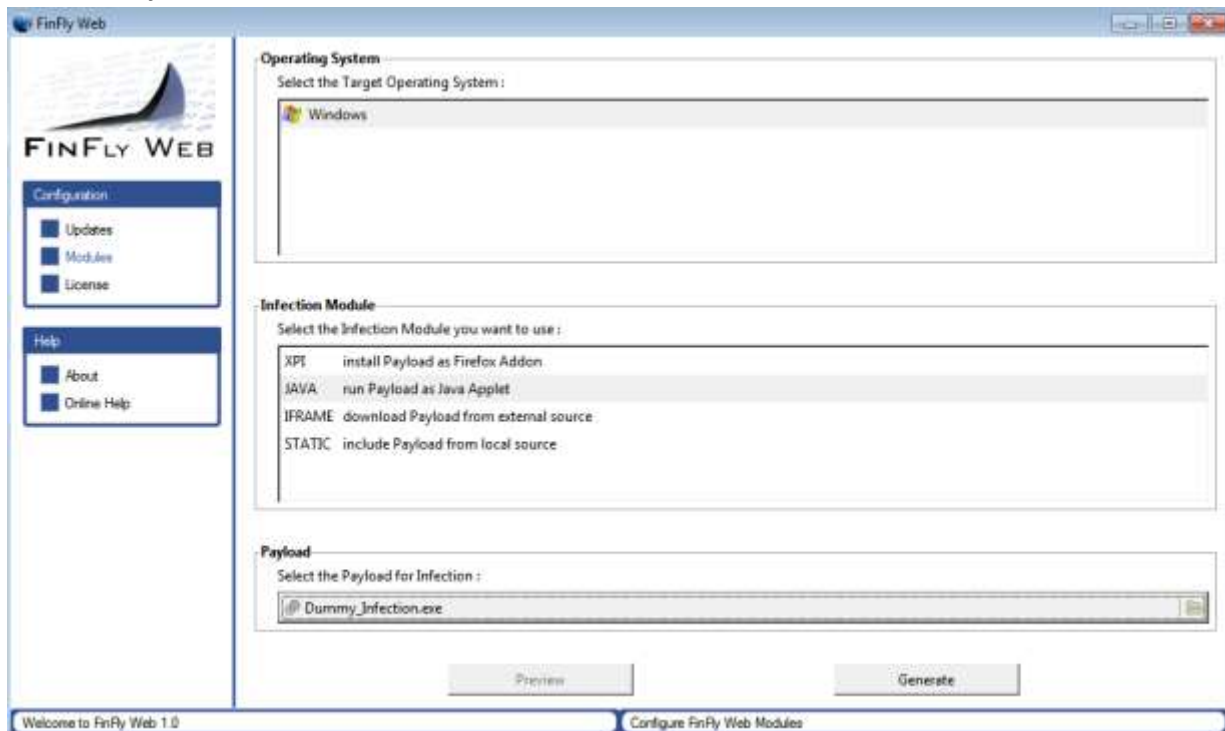 FinFly Web
FINFLY WEB
Configuration
Updates
Modules
License
Help
About
Online Help
Operating System
Select the Target Operating System :
Windows
Infection Module
Select the Infection Module you want to use :
XPI install Payload as Firefox Addon
JAVA run Payload as Java Applet
IFRAME download Payload from external source
STATIC include Payload from local source
Payload
Select the Payload for Infection :
Dummy_Infection.exe
Preview
Generate
Welcome to FinFly Web 1.0
Configure FinFly Web Modules